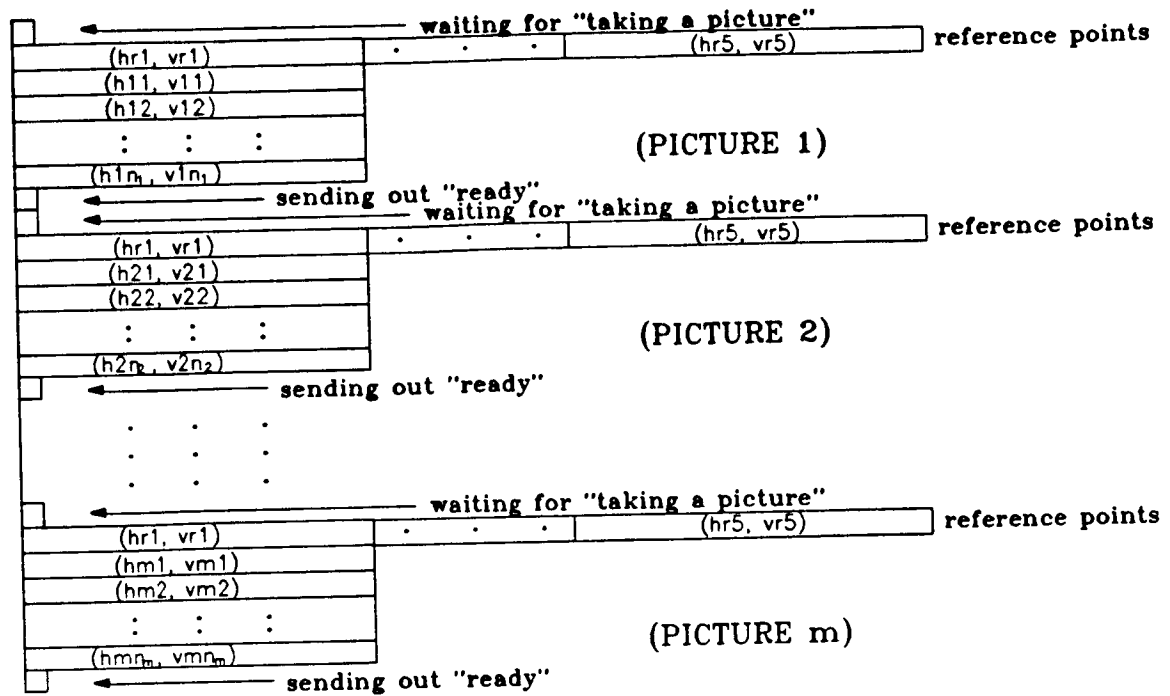 waiting for "taking a picture"
(hr1, vr1) . . . (hr5, vr5) reference points
(h11, v11)
(h12, v12)
: : :
(PICTURE 1)
(h1n₁, v1n₁)
sending out "ready"
waiting for "taking a picture"
(hr1, vr1) . . . (hr5, vr5) reference points
(h21, v21)
(h22, v22)
: : :
(PICTURE 2)
(h2n₂, v2n₂)
sending out "ready"
. . .
. . .
. . .
waiting for "taking a picture"
(hr1, vr1) . . . (hr5, vr5) reference points
(hm1, vm1)
(hm2, vm2)
: : :
(PICTURE m)
(hmnₘ, vmnₘ)
sending out "ready"